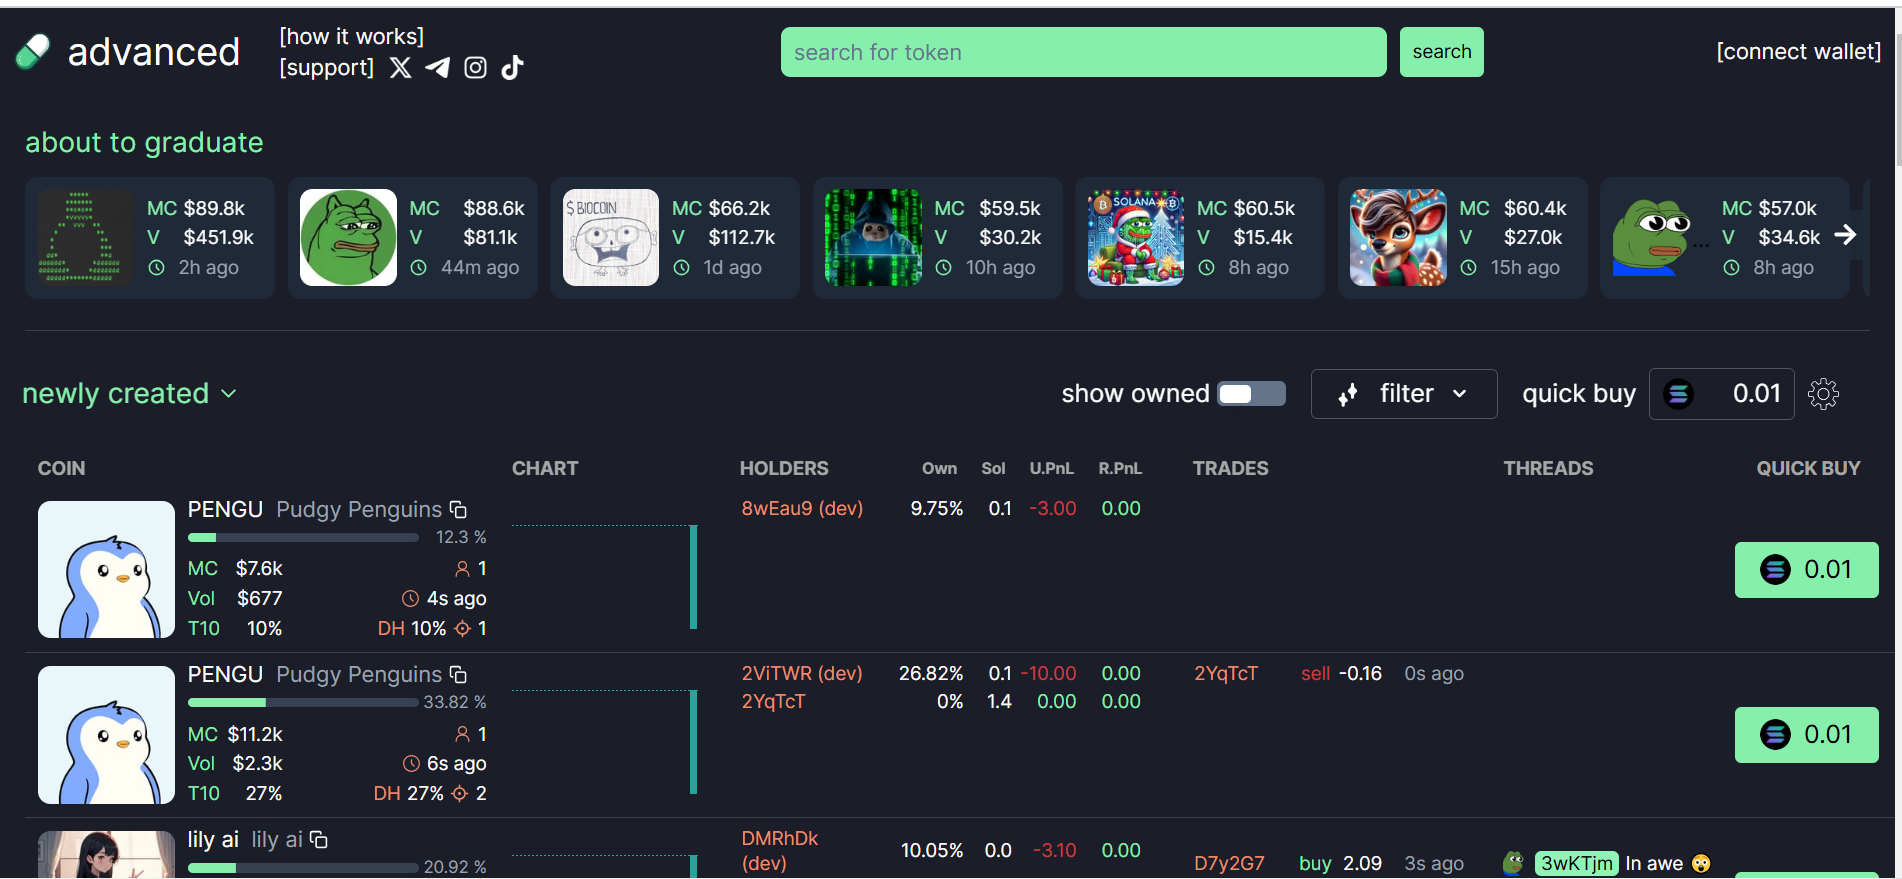 advanced
[how it works]
[support]
search for token
search
[connect wallet]
about to graduate
MC $89.8k
V $451.9k
2h ago
MC $88.6k
V $81.1k
44m ago
$BIOCOIN
MC $66.2k
V $112.7k
1d ago
MC $59.5k
V $30.2k
10h ago
SOLANA
MC $60.5k
V $15.4k
8h ago
MC $60.4k
V $27.0k
15h ago
...
MC $57.0k
V $34.6k
8h ago
newly created
show owned
filter
quick buy
0.01
COIN CHART HOLDERS Own Sol U.PnL R.PnL TRADES THREADS QUICK BUY
PENGU Pudgy Penguins
12.3 %
MC $7.6k 1
Vol $677 4s ago
T10 10% DH 10% 1
8wEau9 (dev) 9.75% 0.1 -3.00 0.00
0.01
PENGU Pudgy Penguins
33.82 %
MC $11.2k 1
Vol $2.3k 6s ago
T10 27% DH 27% 2
2ViTWR (dev) 26.82% 0.1 -10.00 0.00
2YqTcT 0% 1.4 0.00 0.00
2YqTcT sell -0.16 0s ago
0.01
lily ai lily ai
20.92 %
DMRhDk
(dev)
10.05% 0.0 -3.10 0.00
D7y2G7 buy 2.09 3s ago
3wKTjm In awe 😲